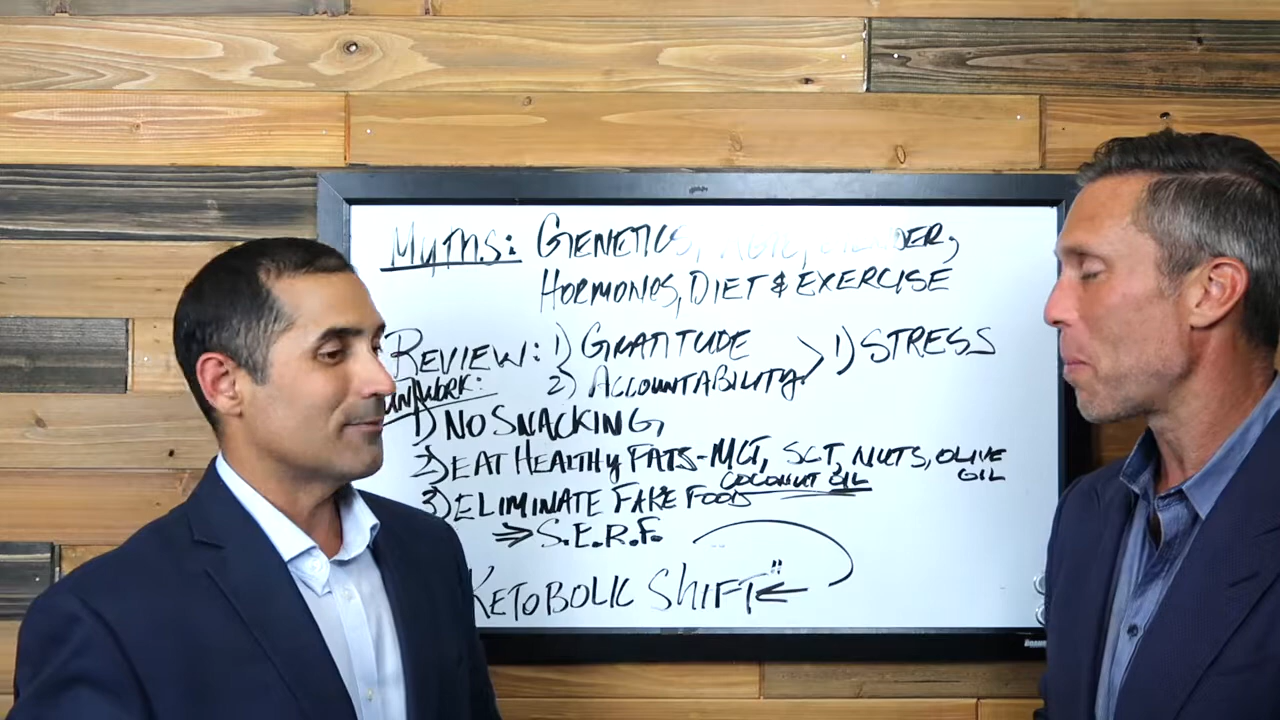 MYTHS: GENETICS,
HORMONES, DIET & EXERCISE
REVIEW: 1) GRATITUDE > 1) STRESS
2) ACCOUNTABILITY
1) NO SNACKING,
2) EAT HEALTHY FATS - MCT, SCT, NUTS, OLIVE OIL
COCONUT OIL
3) ELIMINATE FAKE FOOD
⇒ S.E.R.F.
KETOBOLIC SHIFT" ←